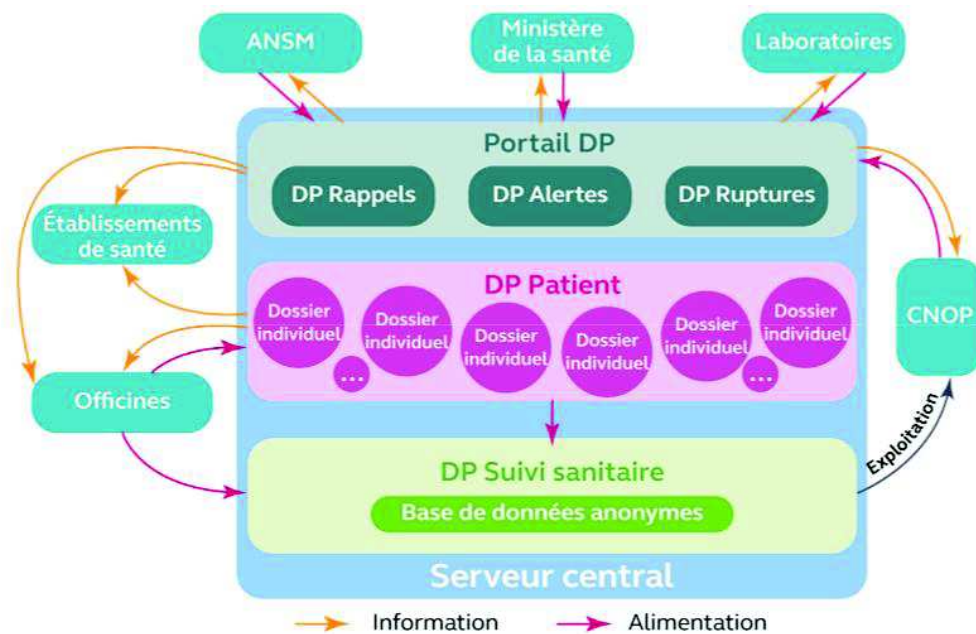 ANSM
Ministère
de la santé
Laboratoires
Portail DP
DP Rappels
DP Alertes
DP Ruptures
Établissements
de santé
DP Patient
Dossier
individuel
Dossier
individuel
Dossier
individuel
Dossier
individuel
Dossier
individuel
Dossier
individuel
...
...
CNOP
Officines
Exploitation
DP Suivi sanitaire
Base de données anonymes
Serveur central
Information
Alimentation